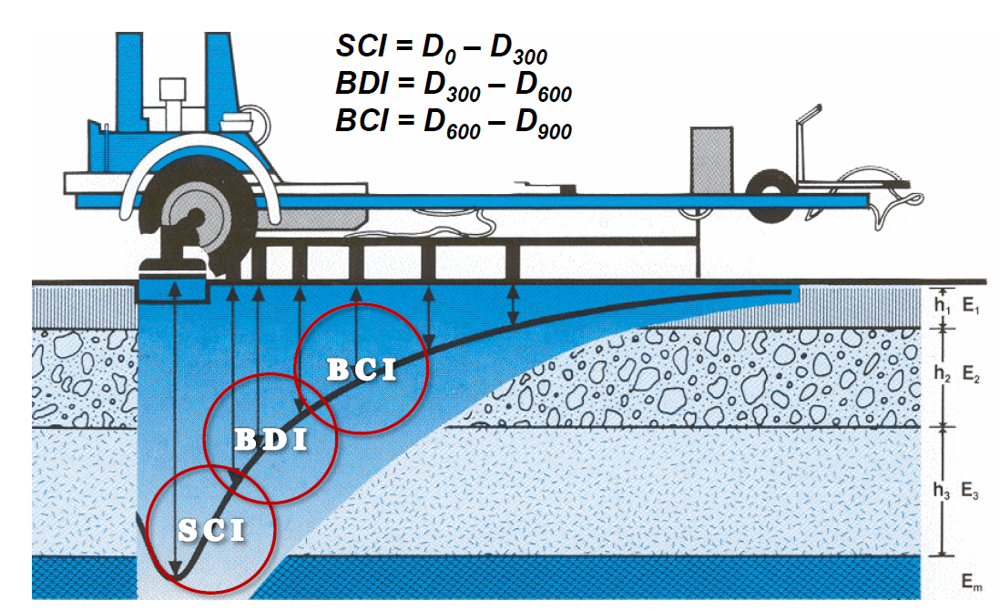 SCI = D0 – D300
BDI = D300 – D600
BCI = D600 – D900
h1 E1
BCI
h2 E2
BDI
h3 E3
SCI
Em